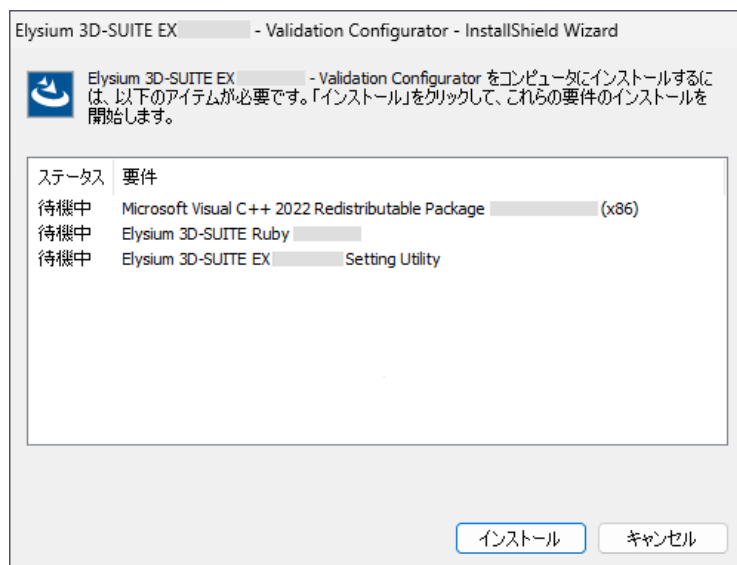 Elysium 3D-SUITE EX - Validation Configurator - InstallShield Wizard
Elysium 3D-SUITE EX - Validation Configurator をコンピュータにインストールするに
は、以下のアイテムが必要です。「インストール」をクリックして、これらの要件のインストールを
開始します。
ステータス 要件
待機中 Microsoft Visual C++ 2022 Redistributable Package (x86)
待機中 Elysium 3D-SUITE Ruby
待機中 Elysium 3D-SUITE EX Setting Utility
インストール キャンセル